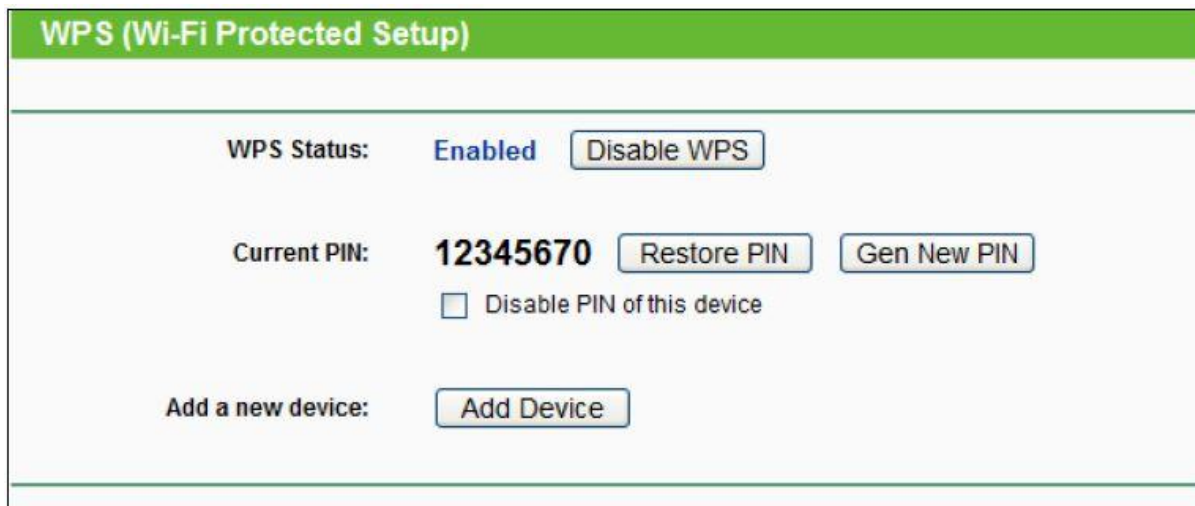 WPS (Wi-Fi Protected Setup)
WPS Status: Enabled Disable WPS
Current PIN: 12345670 Restore PIN Gen New PIN
Disable PIN of this device
Add a new device: Add Device